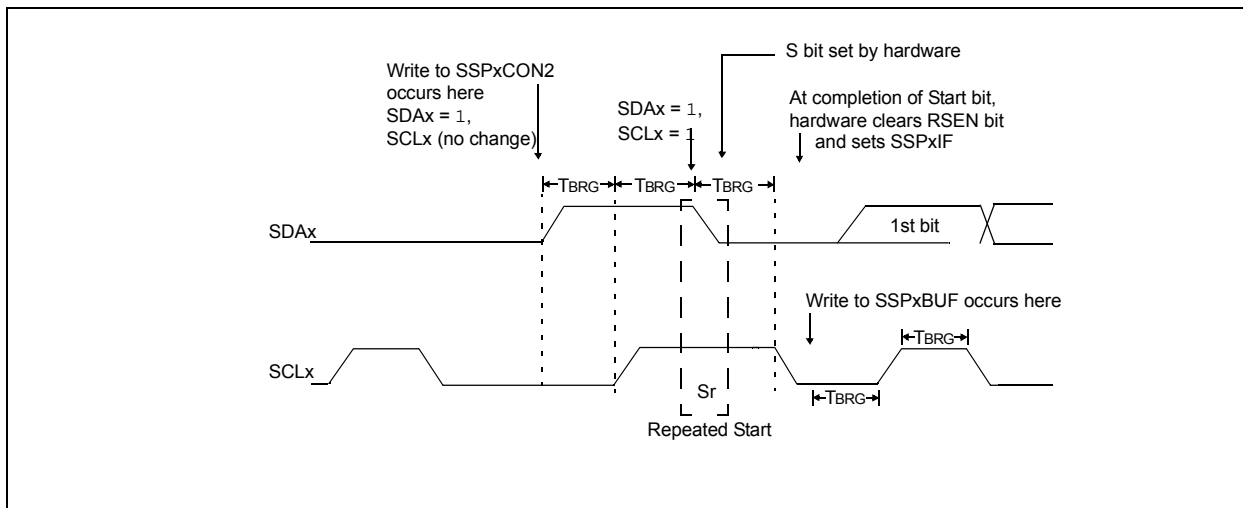 S bit set by hardware
Write to SSPxCON2
occurs here
SDAx = 1,
SCLx (no change)
SDAx = 1,
SCLx = 1
At completion of Start bit,
hardware clears RSEN bit
and sets SSPxIF
TBRG TBRG TBRG
SDAx
1st bit
Write to SSPxBUF occurs here
TBRG
SCLx
Sr
TBRG
Repeated Start